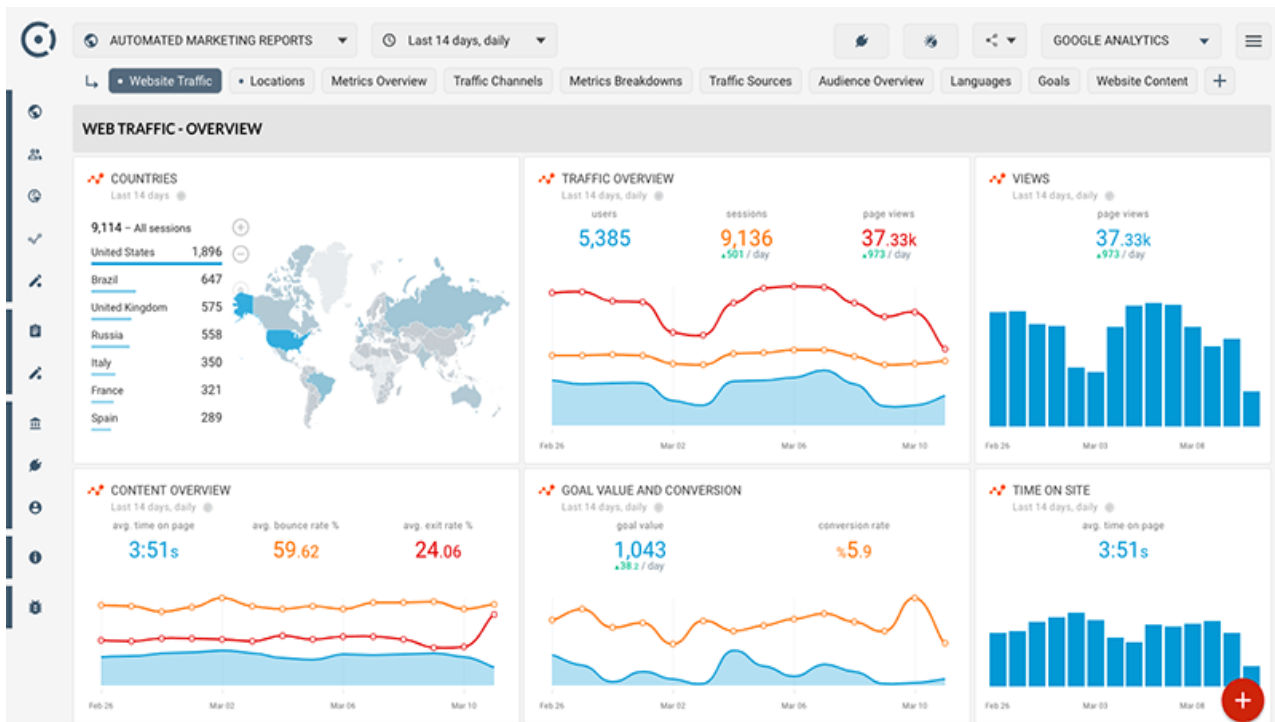 AUTOMATED MARKETING REPORTS
Last 14 days, daily
GOOGLE ANALYTICS
Website Traffic
Locations
Metrics Overview
Traffic Channels
Metrics Breakdowns
Traffic Sources
Audience Overview
Languages
Goals
Website Content
WEB TRAFFIC - OVERVIEW
COUNTRIES
Last 14 days
9,114 – All sessions
United States 1,896
Brazil 647
United Kingdom 575
Russia 558
Italy 350
France 321
Spain 289
TRAFFIC OVERVIEW
Last 14 days, daily
users sessions page views
5,385 9,136 37.33k
▲501 / day ▲973 / day
Feb 26 Mar 02 Mar 06 Mar 10
VIEWS
Last 14 days, daily
page views
37.33k
▲973 / day
Feb 26 Mar 03 Mar 08
CONTENT OVERVIEW
Last 14 days, daily
avg. time on page avg. bounce rate % avg. exit rate %
3:51s 59.62 24.06
Feb 26 Mar 02 Mar 06 Mar 10
GOAL VALUE AND CONVERSION
Last 14 days, daily
goal value conversion rate
1,043 %5.9
▲38.2 / day
Feb 26 Mar 02 Mar 06 Mar 10
TIME ON SITE
Last 14 days, daily
avg. time on page
3:51s
Feb 26 Mar 03 Mar 08